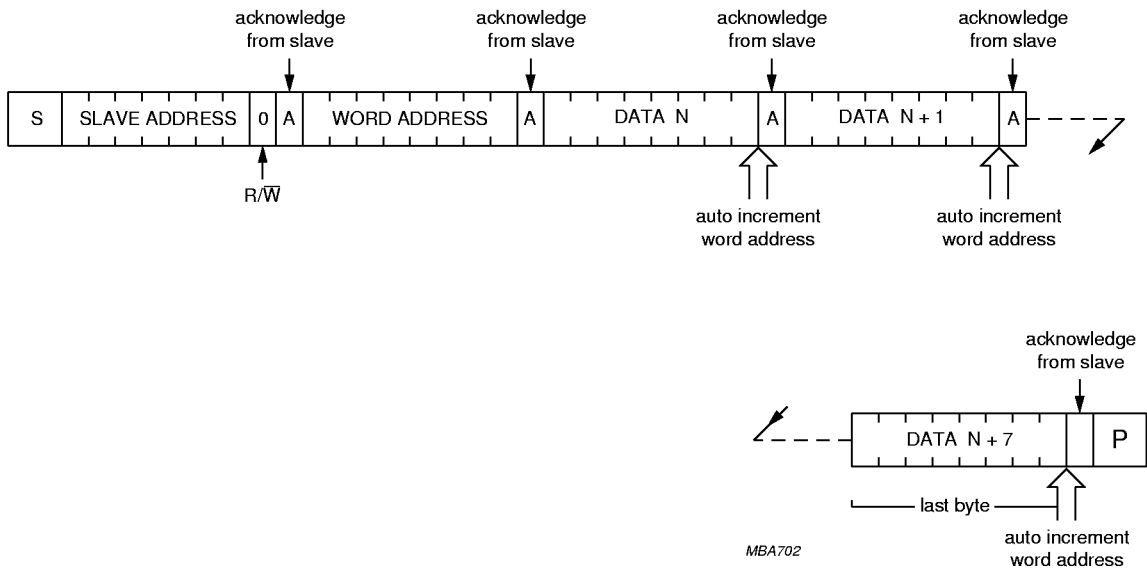 acknowledge
from slave
acknowledge
from slave
acknowledge
from slave
acknowledge
from slave
S SLAVE ADDRESS 0 A WORD ADDRESS A DATA N A DATA N + 1 A
R/W̅
auto increment
word address
auto increment
word address
acknowledge
from slave
DATA N + 7 P
last byte
auto increment
word address
MBA702